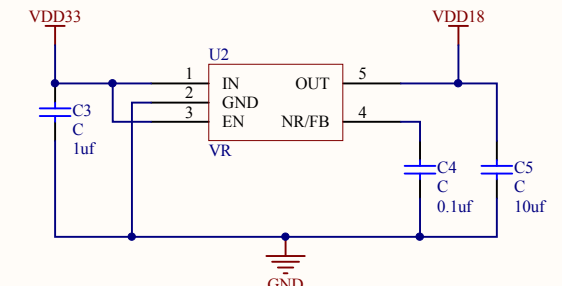 VDD33
VDD18
U2
1 IN OUT 5
2 GND
3 EN NR/FB 4
VR
C3
C
1uf
C4
C
0.1uf
C5
C
10uf
GND